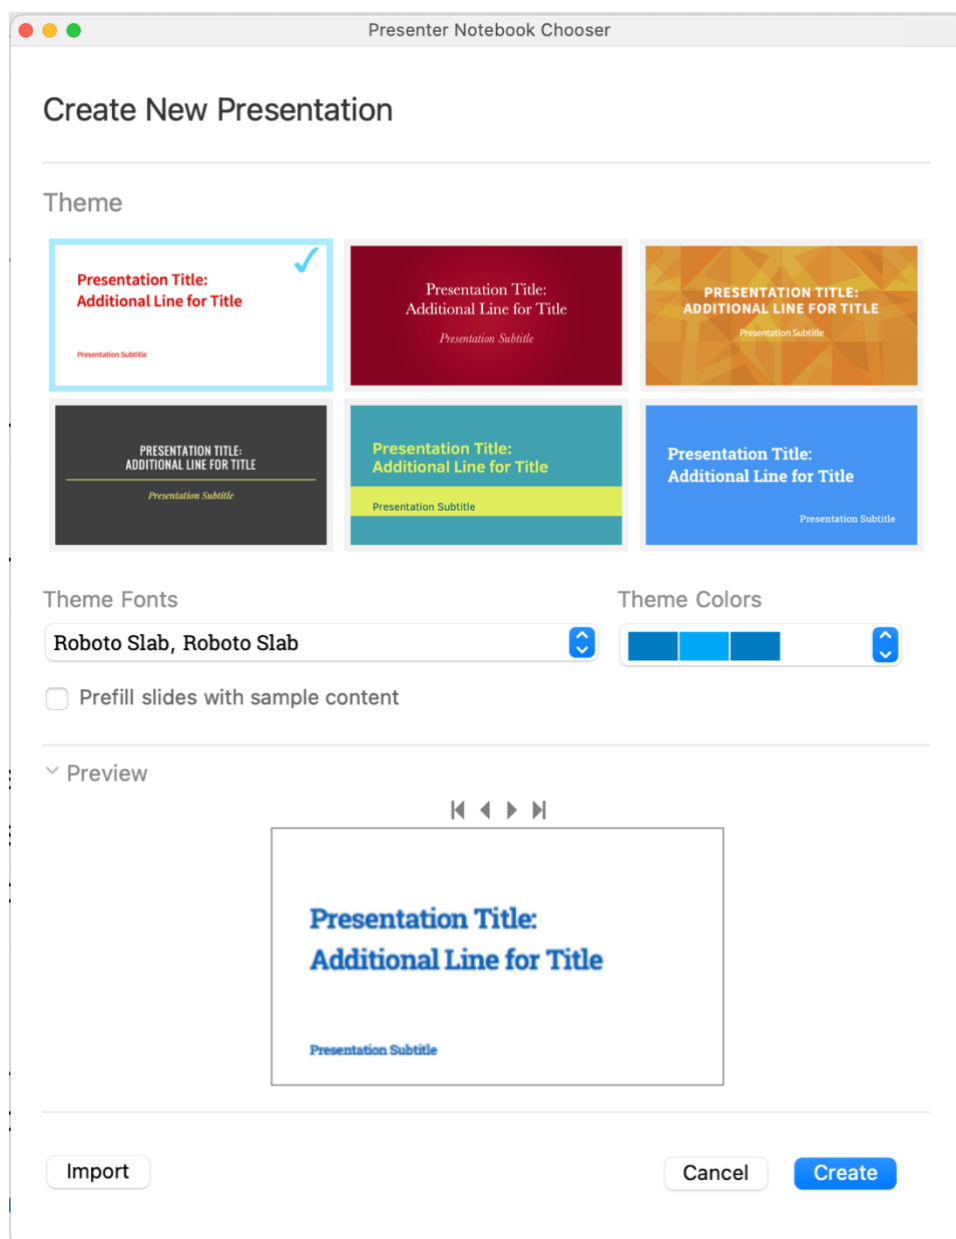 Presenter Notebook Chooser
Create New Presentation
Theme
Presentation Title:
Additional Line for Title
Presentation Subtitle
Presentation Title:
Additional Line for Title
Presentation Subtitle
PRESENTATION TITLE:
ADDITIONAL LINE FOR TITLE
Presentation Subtitle
PRESENTATION TITLE:
ADDITIONAL LINE FOR TITLE
Presentation Subtitle
Presentation Title:
Additional Line for Title
Presentation Subtitle
Presentation Title:
Additional Line for Title
Presentation Subtitle
Theme Fonts
Theme Colors
Roboto Slab, Roboto Slab
Prefill slides with sample content
Preview
Presentation Title:
Additional Line for Title
Presentation Subtitle
Import
Cancel
Create